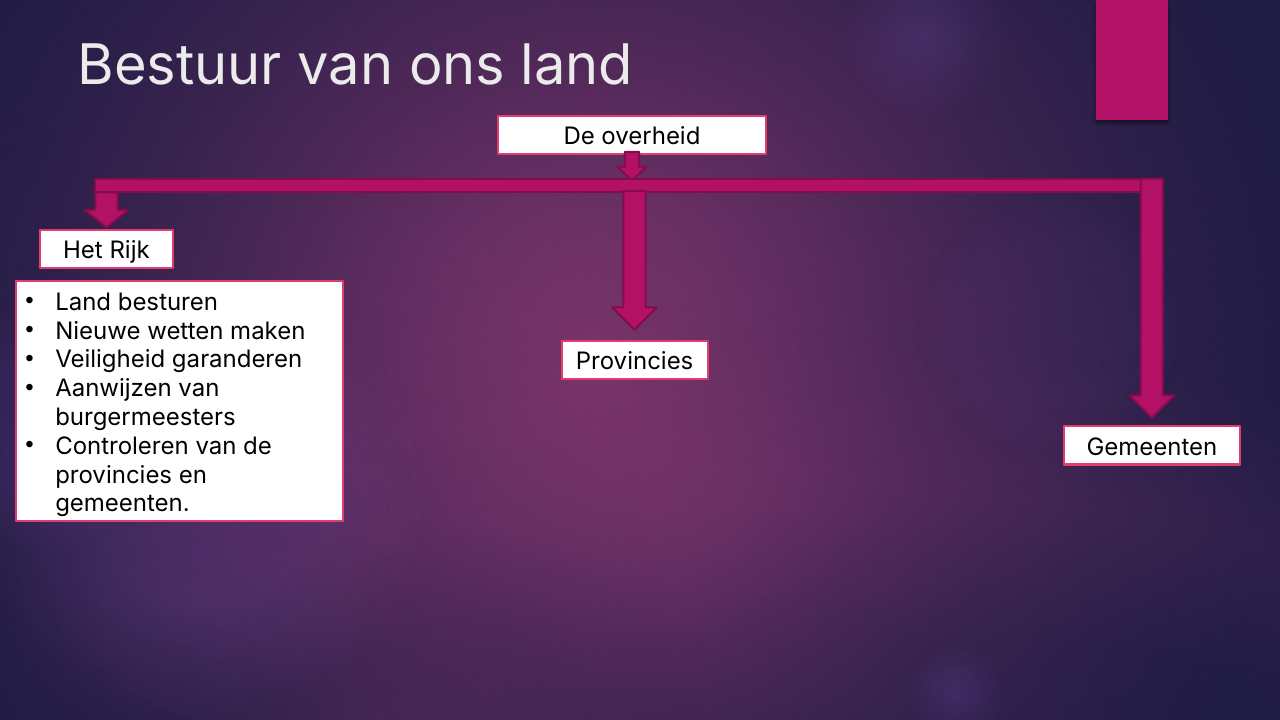 Bestuur van ons land
De overheid
Het Rijk
• Land besturen
• Nieuwe wetten maken
• Veiligheid garanderen
• Aanwijzen van
burgermeesters
• Controleren van de
provincies en
gemeenten.
Provincies
Gemeenten